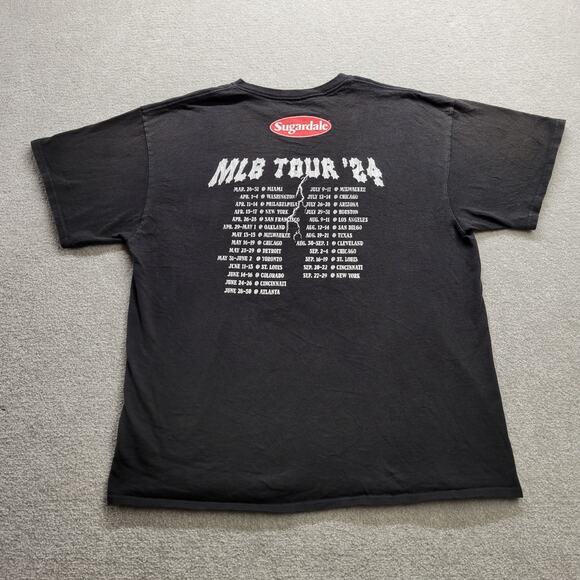 Sugardale
MLB TOUR '24
MAR. 26-31 @ MIAMI
APR. 1-4 @ WASHINGTON
APR. 11-14 @ PHILADELPHIA
APR. 15-17 @ NEW YORK
APR. 26-28 @ SAN FRANCISCO
APR. 29-MAY 1 @ OAKLAND
MAY 13-15 @ MILWAUKEE
MAY 16-19 @ CHICAGO
MAY 23-29 @ DETROIT
MAY 31-JUNE 2 @ TORONTO
JUNE 11-13 @ ST. LOUIS
JUNE 14-16 @ COLORADO
JUNE 24-26 @ CINCINNATI
JUNE 28-30 @ ATLANTA
JULY 9-11 @ MILWAUKEE
JULY 12-14 @ CHICAGO
JULY 26-28 @ ARIZONA
JULY 29-31 @ HOUSTON
AUG. 9-11 @ LOS ANGELES
AUG. 12-14 @ SAN DIEGO
AUG. 19-21 @ TEXAS
AUG. 30-SEP. 1 @ CLEVELAND
SEP. 2-4 @ CHICAGO
SEP. 16-19 @ ST. LOUIS
SEP. 20-22 @ CINCINNATI
SEP. 27-29 @ NEW YORK